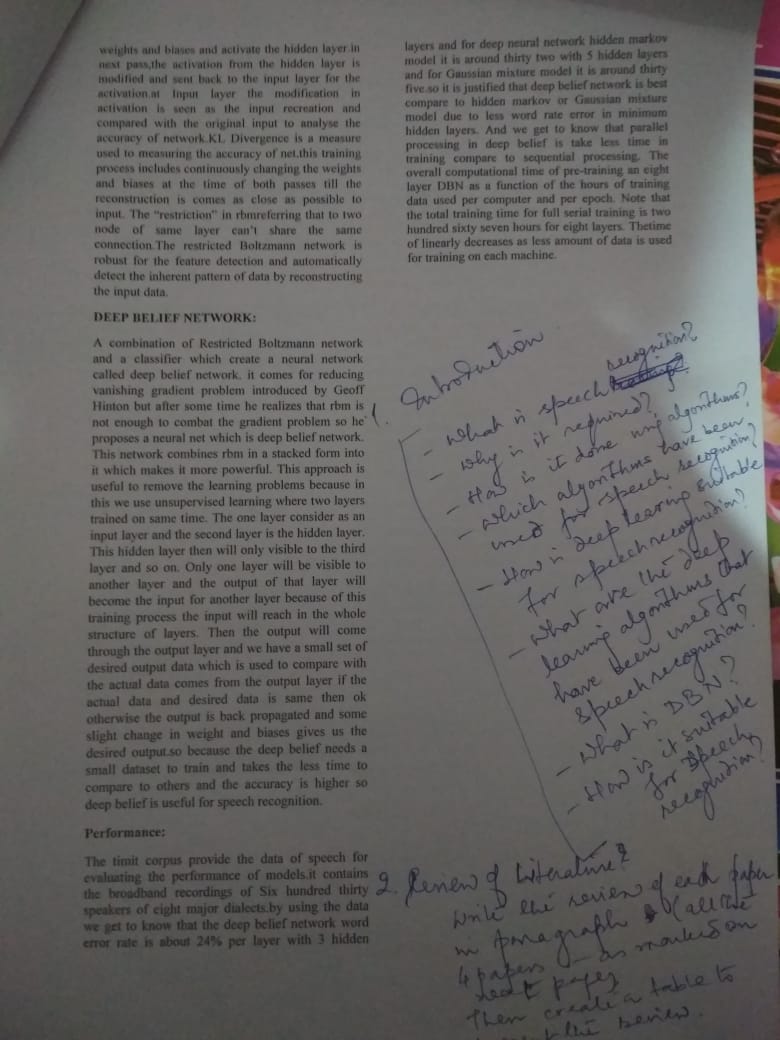 weights and biases and activate the hidden layer.in
next pass,the activation from the hidden layer is
modified and sent back to the input layer for the
activation.at Input layer the modification in
activation is seen as the input recreation and
compared with the original input to analyse the
accuracy of network.KL Divergence is a measure
used to measuring the accuracy of net.this training
process includes continuously changing the weights
and biases at the time of both passes till the
reconstruction is comes as close as possible to
input. The “restriction” in rbmreferring that to two
node of same layer can't share the same
connection.The restricted Boltzmann network is
robust for the feature detection and automatically
detect the inherent pattern of data by reconstructing
the input data.
DEEP BELIEF NETWORK:
A combination of Restricted Boltzmann network
and a classifier which create a neural network
called deep belief network, it comes for reducing
vanishing gradient problem introduced by Geoff
Hinton but after some time he realizes that rbm is
not enough to combat the gradient problem so he
proposes a neural net which is deep belief network.
This network combines rbm in a stacked form into
it which makes it more powerful. This approach is
useful to remove the learning problems because in
this we use unsupervised learning where two layers
trained on same time. The one layer consider as an
input layer and the second layer is the hidden layer.
This hidden layer then will only visible to the third
layer and so on. Only one layer will be visible to
another layer and the output of that layer will
become the input for another layer because of this
training process the input will reach in the whole
structure of layers. Then the output will come
through the output layer and we have a small set of
desired output data which is used to compare with
the actual data comes from the output layer if the
actual data and desired data is same then ok
otherwise the output is back propagated and some
slight change in weight and biases gives us the
desired output.so because the deep belief needs a
small dataset to train and takes the less time to
compare to others and the accuracy is higher so
deep belief is useful for speech recognition.
Performance:
The timit corpus provide the data of speech for
evaluating the performance of models.it contains
the broadband recordings of Six hundred thirty
speakers of eight major dialects.by using the data
we get to know that the deep belief network word
error rate is about 24% per layer with 3 hidden
layers and for deep neural network hidden markov
model it is around thirty two with 5 hidden layers
and for Gaussian mixture model it is around thirty
five.so it is justified that deep belief network is best
compare to hidden markov or Gaussian mixture
model due to less word rate error in minimum
hidden layers. And we get to know that parallel
processing in deep belief is take less time in
training compare to sequential processing. The
overall computational time of pre-training an eight
layer DBN as a function of the hours of training
data used per computer and per epoch. Note that
the total training time for full serial training is two
hundred sixty seven hours for eight layers. Thetime
of linearly decreases as less amount of data is used
for training on each machine.
1. Introduction
- What is speech recognition?
- Why is it required?
- How is it done using algorithms?
- Which algorithms have been
used for speech recognition?
- How is deep learing suitable
for speech recognition?
- What are the deep
learning algorithms that
have been used for
speech recognition?
- What is DBN?
- How is it suitable
for speech
recognition?
2. Review of Literature?
Write the review of each paper
in paragraph (all the
4 papers - as marked on
next page)
Then create a table to
the review.